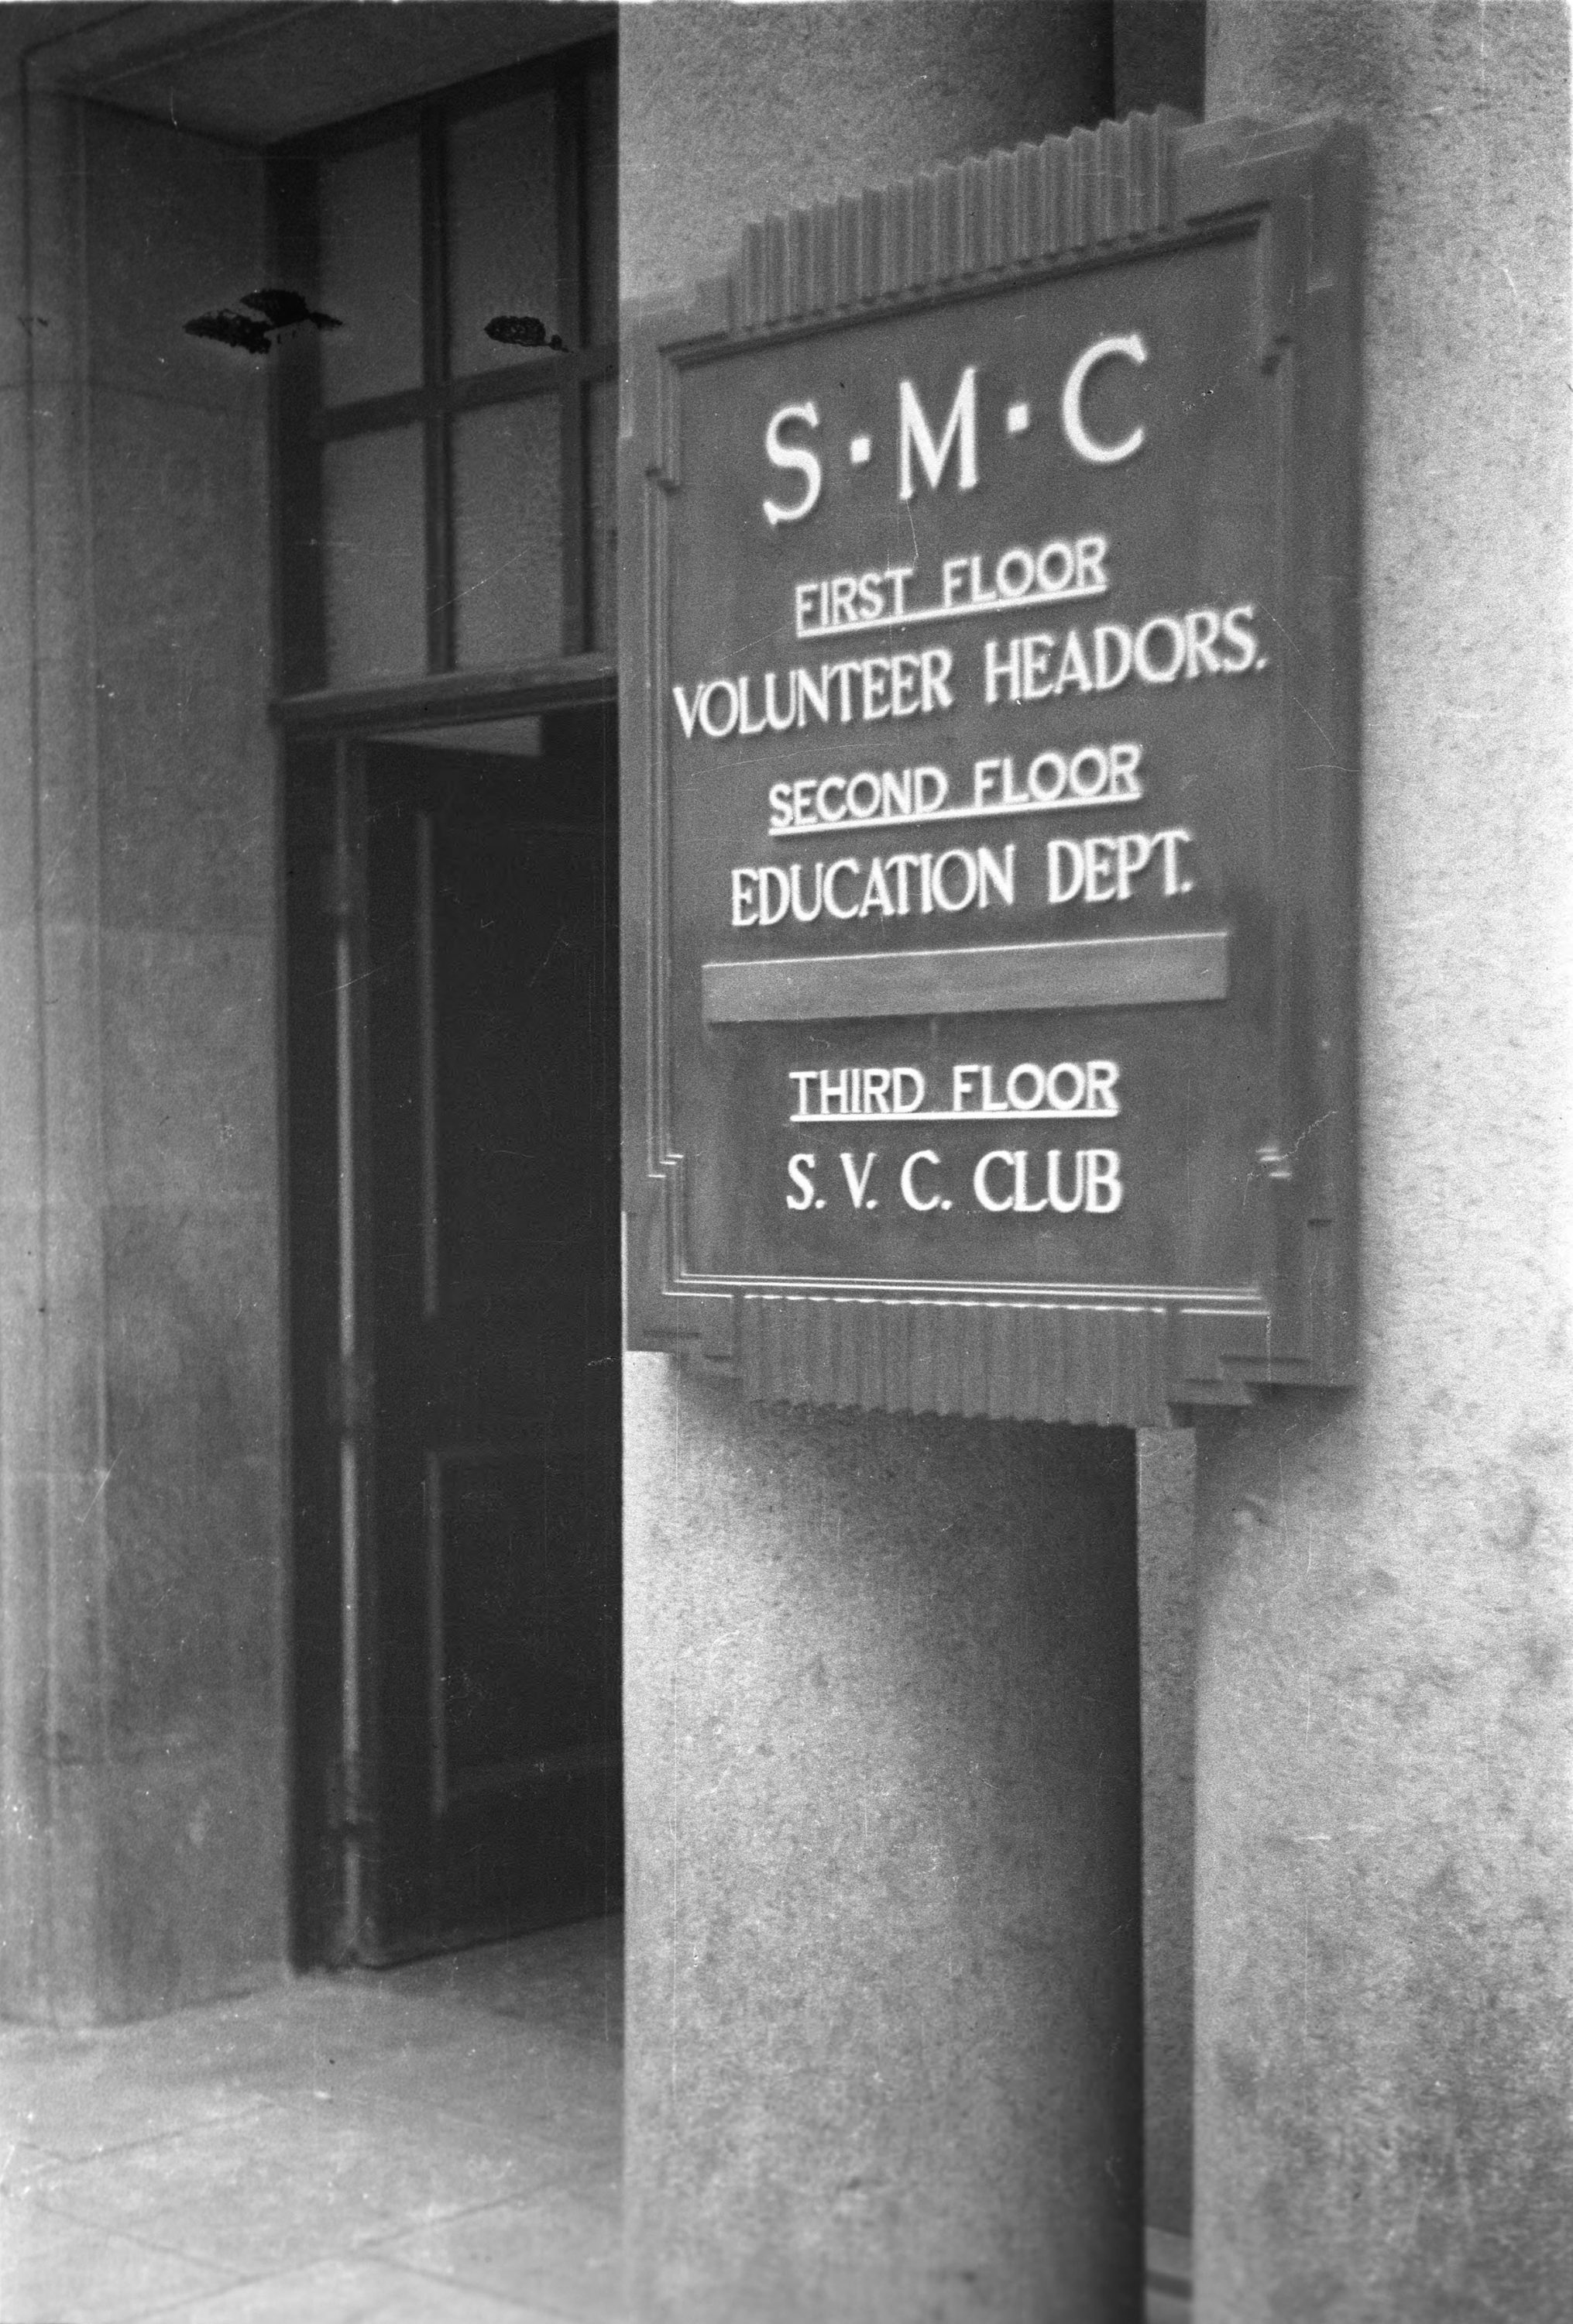 S·M·C
FIRST FLOOR
VOLUNTEER HEADQRS.
SECOND FLOOR
EDUCATION DEPT.
THIRD FLOOR
S. V. C. CLUB